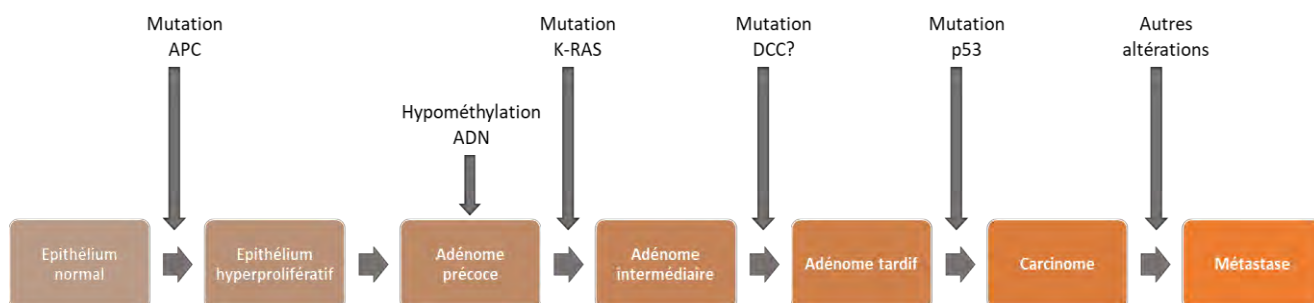 Mutation
APC
Mutation
K-RAS
Mutation
DCC?
Mutation
p53
Autres
altérations
Hypométhylation
ADN
Epithélium
normal
Epithélium
hyperprolifératif
Adénome
précoce
Adénome
intermédiaire
Adénome tardif
Carcinome
Métastase